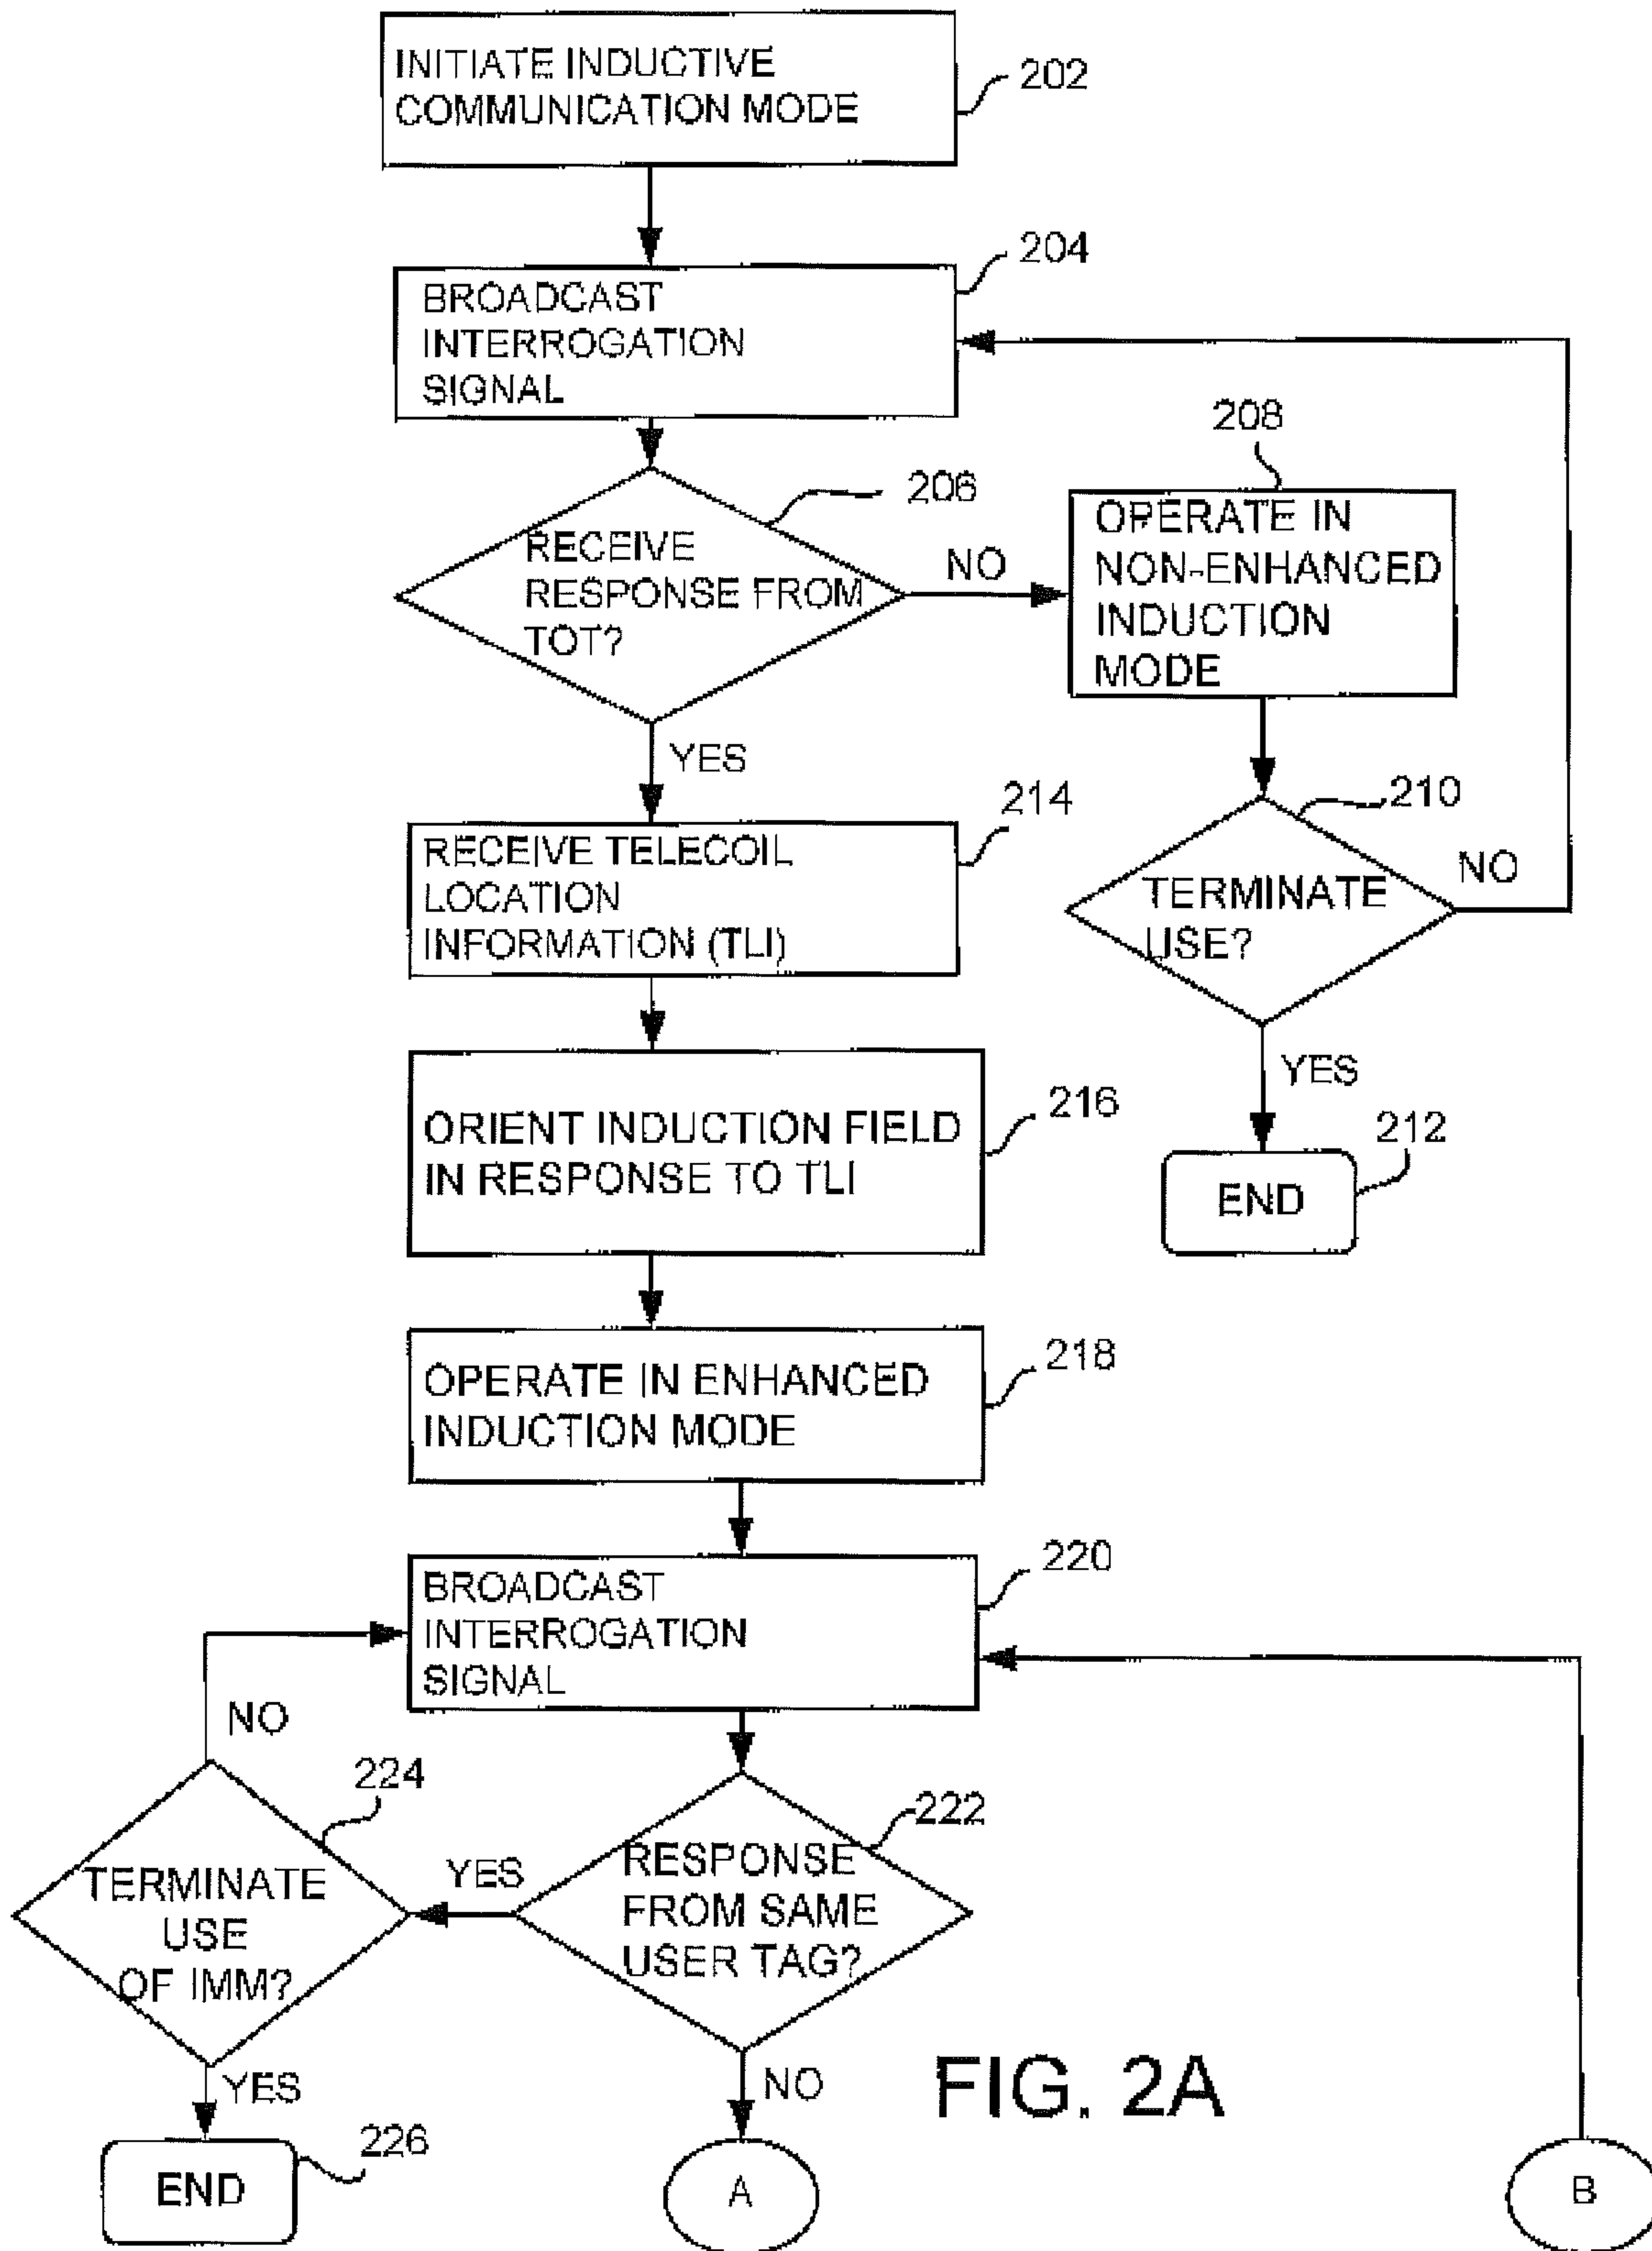 INITIATE INDUCTIVE
COMMUNICATION MODE
202
204
BROADCAST
INTERROGATION
SIGNAL
206
RECEIVE
RESPONSE FROM
TOT?
NO
208
OPERATE IN
NON-ENHANCED
INDUCTION
MODE
YES
210
TERMINATE
USE?
NO
YES
212
END
214
RECEIVE TELECOIL
LOCATION
INFORMATION (TLI)
216
ORIENT INDUCTION FIELD
IN RESPONSE TO TLI
218
OPERATE IN ENHANCED
INDUCTION MODE
220
BROADCAST
INTERROGATION
SIGNAL
NO
224
222
RESPONSE
FROM SAME
USER TAG?
YES
TERMINATE
USE
OF IMM?
YES
NO
226
END
A
B
FIG. 2A